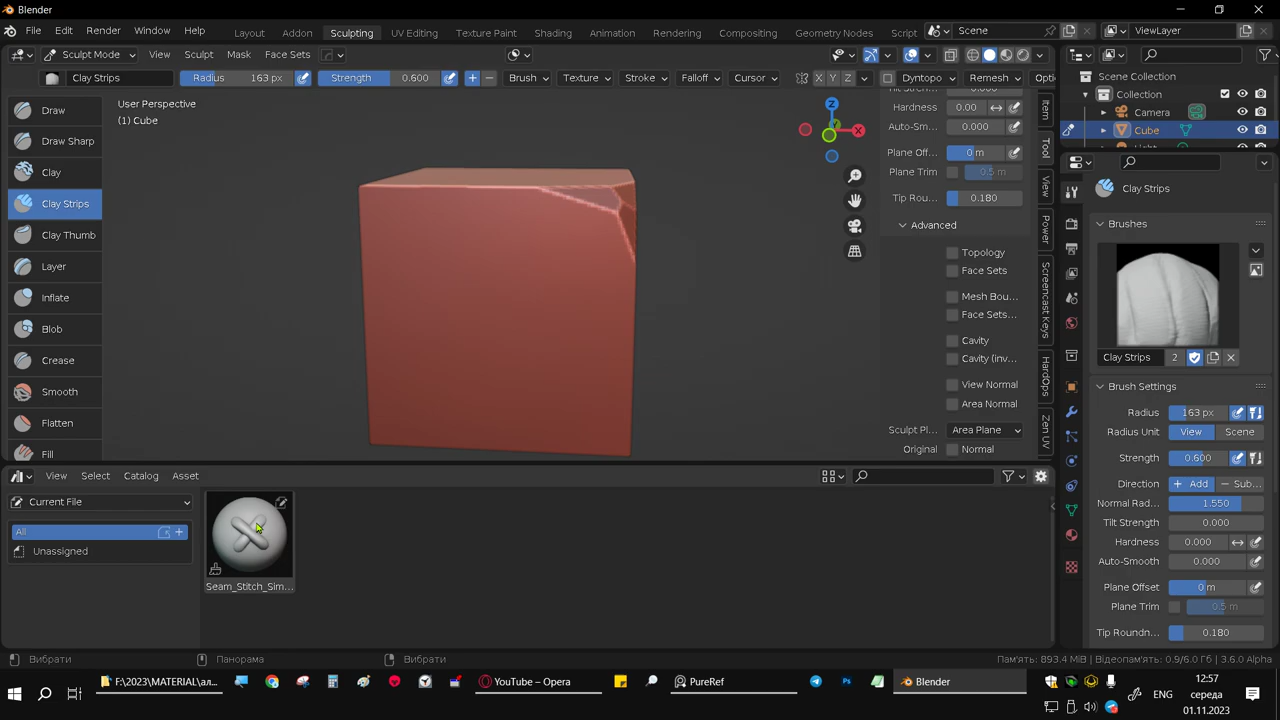 Blender
File Edit Render Window Help Layout Addon Modeling Sculpting UV Editing Texture Paint Shading Animation Rendering Compositing Geometry Nodes Script Scene ViewLayer
Sculpt Mode View Sculpt Mask Face Sets
Clay Strips Radius 163 px Strength 0.600 Brush Texture Stroke Falloff Cursor X Y Z Dyntopo Remesh Opti
User Perspective
(1) Cube
Draw
Draw Sharp
Clay
Clay Strips
Clay Thumb
Layer
Inflate
Blob
Crease
Smooth
Flatten
Fill
Z
Y
X
Hardness 0.00
Auto-Sm... 0.000
Plane Off... 0 m
Plane Trim 0.5 m
Tip Rou... 0.180
Advanced
Topology
Face Sets
Mesh Bou...
Face Sets...
Cavity
Cavity (inv...
View Normal
Area Normal
Sculpt Pl... Area Plane
Original Normal
Item
Tool
View
Power
Screencast Keys
HardOps
Zen UV
Scene Collection
Collection
Camera
Cube
Clay Strips
Brushes
Clay Strips 2
Brush Settings
Radius 163 px
Radius Unit View Scene
Strength 0.600
Direction Add Sub...
Normal Rad... 1.550
Tilt Strength 0.000
Hardness 0.000
Auto-Smooth 0.000
Plane Offset 0 m
Plane Trim 0.5 m
Tip Roundn... 0.180
View Select Catalog Asset
Current File
All
Unassigned
Seam_Stitch_Sim...
Вибрати Панорама Вибрати Пам'ять: 893.4 MiB Відеопам'ять: 0.9/6.0 Гб 3.6.0 Alpha
F:\2023\MATERIAL\ал... YouTube – Opera PureRef Blender
ENG
12:57
середа
01.11.2023